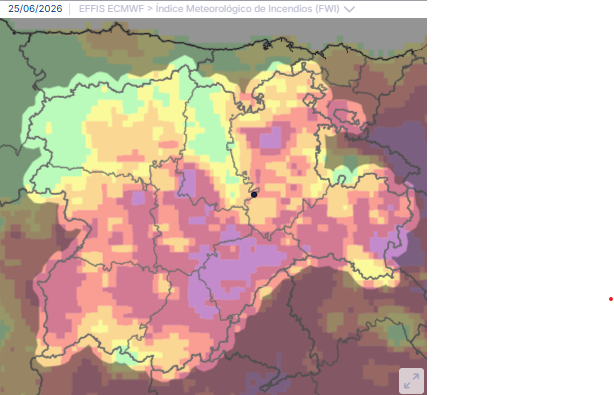 25/06/2026 | EFFIS ECMWF > Índice Meteorológico de Incendios (FWI)